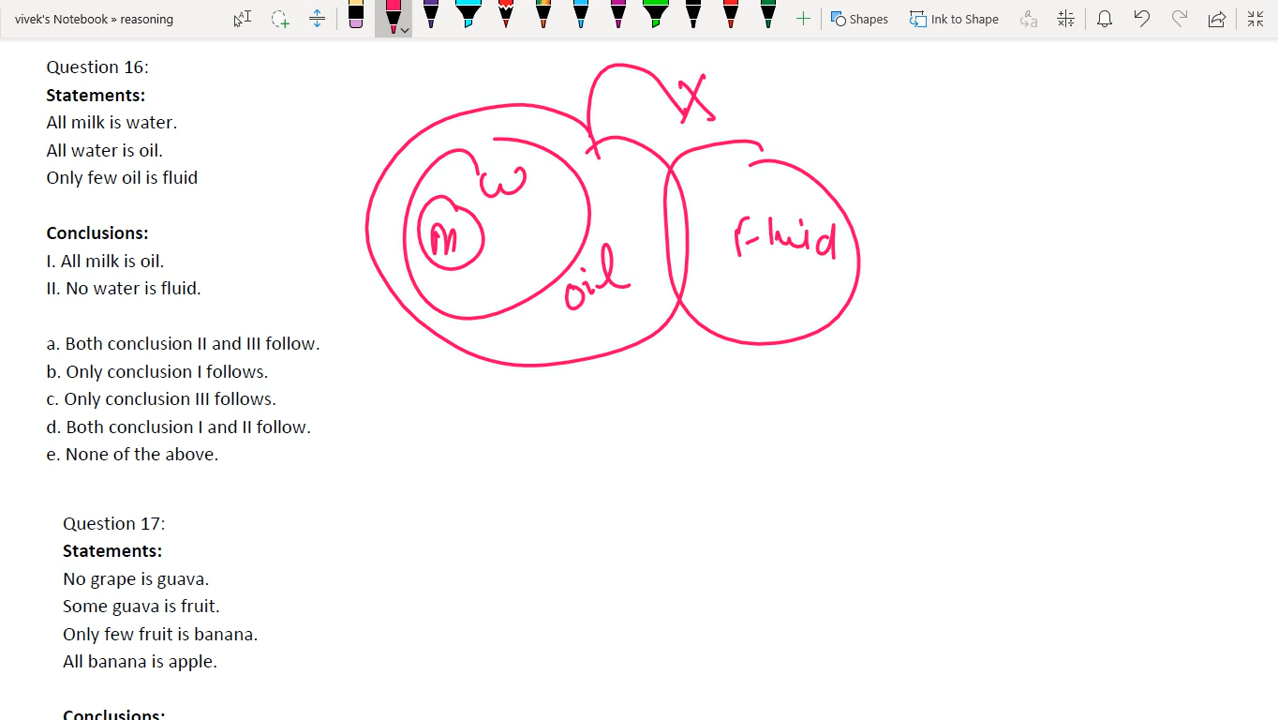 vivek's Notebook » reasoning
Shapes
Ink to Shape
Question 16:
Statements:
All milk is water.
All water is oil.
Only few oil is fluid
Conclusions:
I. All milk is oil.
II. No water is fluid.
a. Both conclusion II and III follow.
b. Only conclusion I follows.
c. Only conclusion III follows.
d. Both conclusion I and II follow.
e. None of the above.
m
w
oil
Fluid
Question 17:
Statements:
No grape is guava.
Some guava is fruit.
Only few fruit is banana.
All banana is apple.
Conclusions: